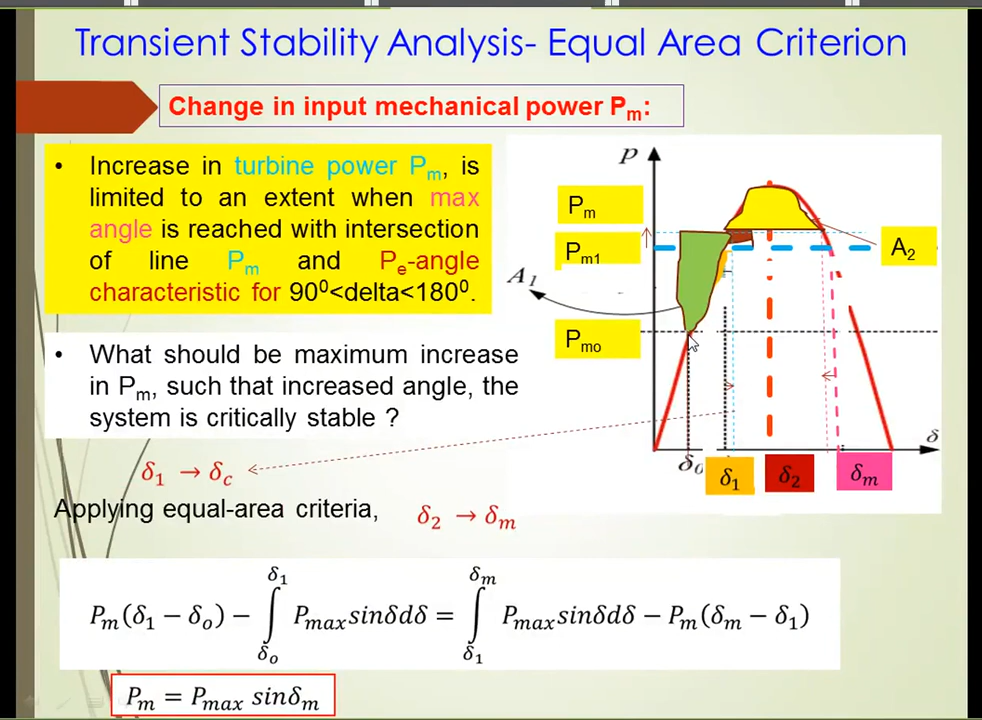 Transient Stability Analysis- Equal Area Criterion
Change in input mechanical power Pm:
• Increase in turbine power Pm, is
limited to an extent when max
angle is reached with intersection
of line Pm and Pe-angle
characteristic for 90⁰<delta<180⁰.
• What should be maximum increase
in Pm, such that increased angle, the
system is critically stable ?
δ1 → δc
Applying equal-area criteria,
δ2 → δm
P
Pm
Pm1
A2
A1
Pmo
δ
δo
δ1
δ2
δm
Pm(δ1 − δo) − ∫δo^δ1 Pmax sinδdδ = ∫δ1^δm Pmax sinδdδ − Pm(δm − δ1)
Pm = Pmax sinδm